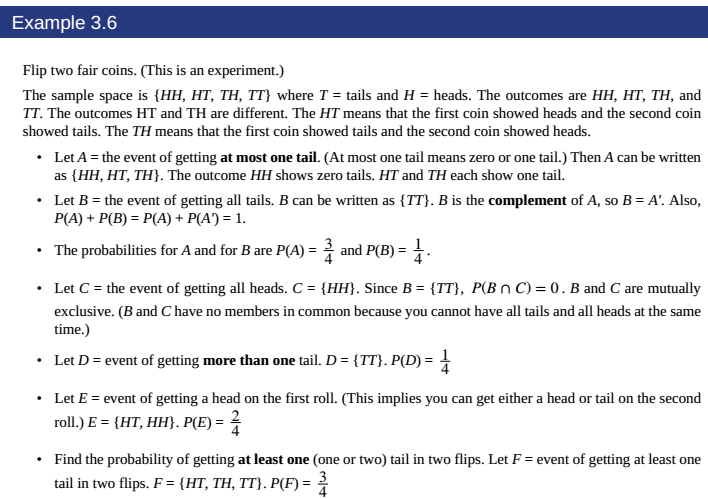 Example 3.6
Flip two fair coins. (This is an experiment.)
The sample space is {HH, HT, TH, TT} where T = tails and H = heads. The outcomes are HH, HT, TH, and
TT. The outcomes HT and TH are different. The HT means that the first coin showed heads and the second coin
showed tails. The TH means that the first coin showed tails and the second coin showed heads.
• Let A = the event of getting at most one tail. (At most one tail means zero or one tail.) Then A can be written
as {HH, HT, TH}. The outcome HH shows zero tails. HT and TH each show one tail.
• Let B = the event of getting all tails. B can be written as {TT}. B is the complement of A, so B = A′. Also,
P(A) + P(B) = P(A) + P(A′) = 1.
• The probabilities for A and for B are P(A) = 3/4 and P(B) = 1/4.
• Let C = the event of getting all heads. C = {HH}. Since B = {TT}, P(B ∩ C) = 0. B and C are mutually
exclusive. (B and C have no members in common because you cannot have all tails and all heads at the same
time.)
• Let D = event of getting more than one tail. D = {TT}. P(D) = 1/4
• Let E = event of getting a head on the first roll. (This implies you can get either a head or tail on the second
roll.) E = {HT, HH}. P(E) = 2/4
• Find the probability of getting at least one (one or two) tail in two flips. Let F = event of getting at least one
tail in two flips. F = {HT, TH, TT}. P(F) = 3/4